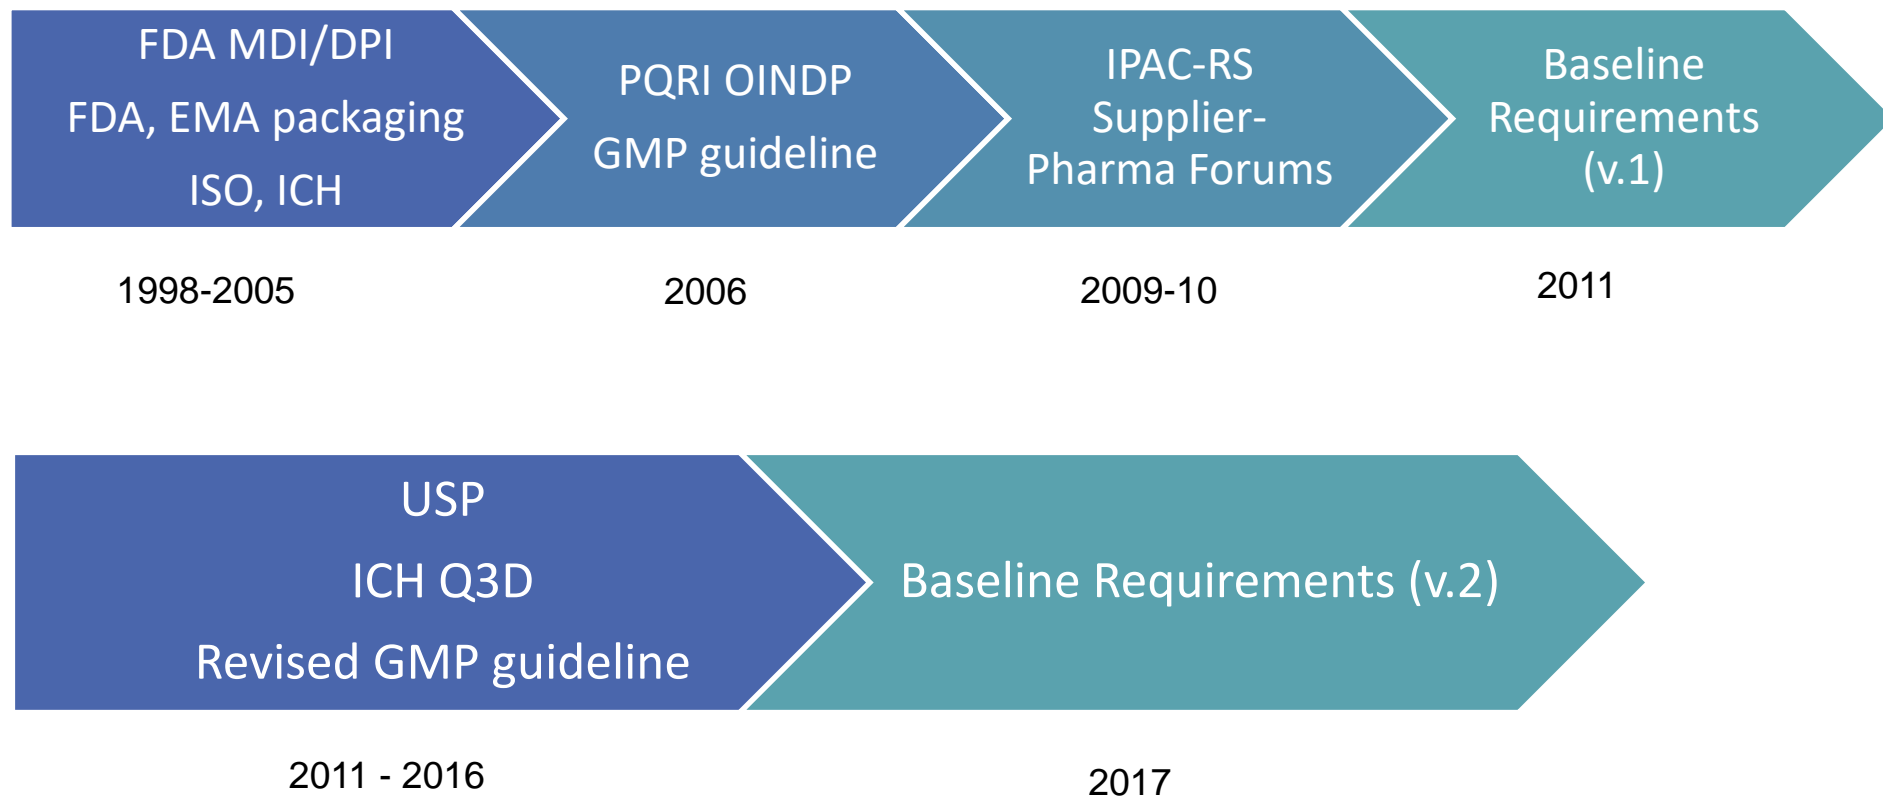 FDA MDI/DPI
FDA, EMA packaging
ISO, ICH
PQRI OINDP
GMP guideline
IPAC-RS
Supplier-
Pharma Forums
Baseline
Requirements
(v.1)
1998-2005
2006
2009-10
2011
USP
ICH Q3D
Revised GMP guideline
Baseline Requirements (v.2)
2011 - 2016
2017